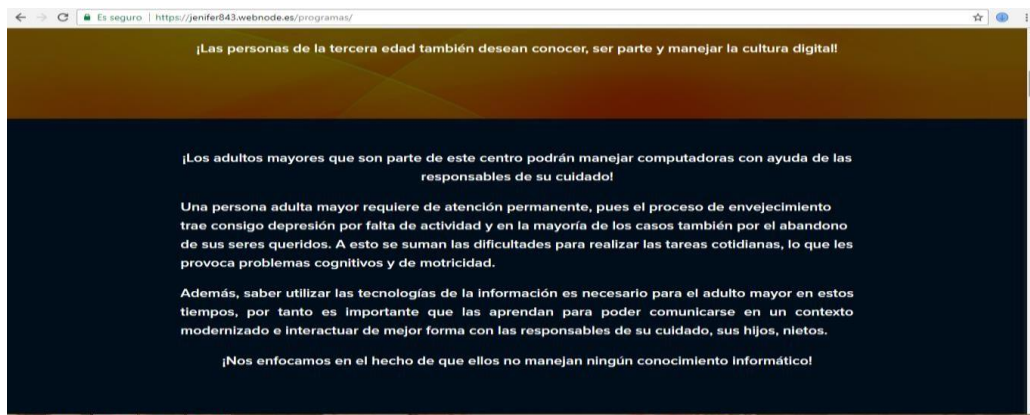 Es seguro | https://jenifer843.webnode.es/programas/
¡Las personas de la tercera edad también desean conocer, ser parte y manejar la cultura digital!
¡Los adultos mayores que son parte de este centro podrán manejar computadoras con ayuda de las
responsables de su cuidado!
Una persona adulta mayor requiere de atención permanente, pues el proceso de envejecimiento
trae consigo depresión por falta de actividad y en la mayoría de los casos también por el abandono
de sus seres queridos. A esto se suman las dificultades para realizar las tareas cotidianas, lo que les
provoca problemas cognitivos y de motricidad.
Además, saber utilizar las tecnologías de la información es necesario para el adulto mayor en estos
tiempos, por tanto es importante que las aprendan para poder comunicarse en un contexto
modernizado e interactuar de mejor forma con las responsables de su cuidado, sus hijos, nietos.
¡Nos enfocamos en el hecho de que ellos no manejan ningún conocimiento informático!